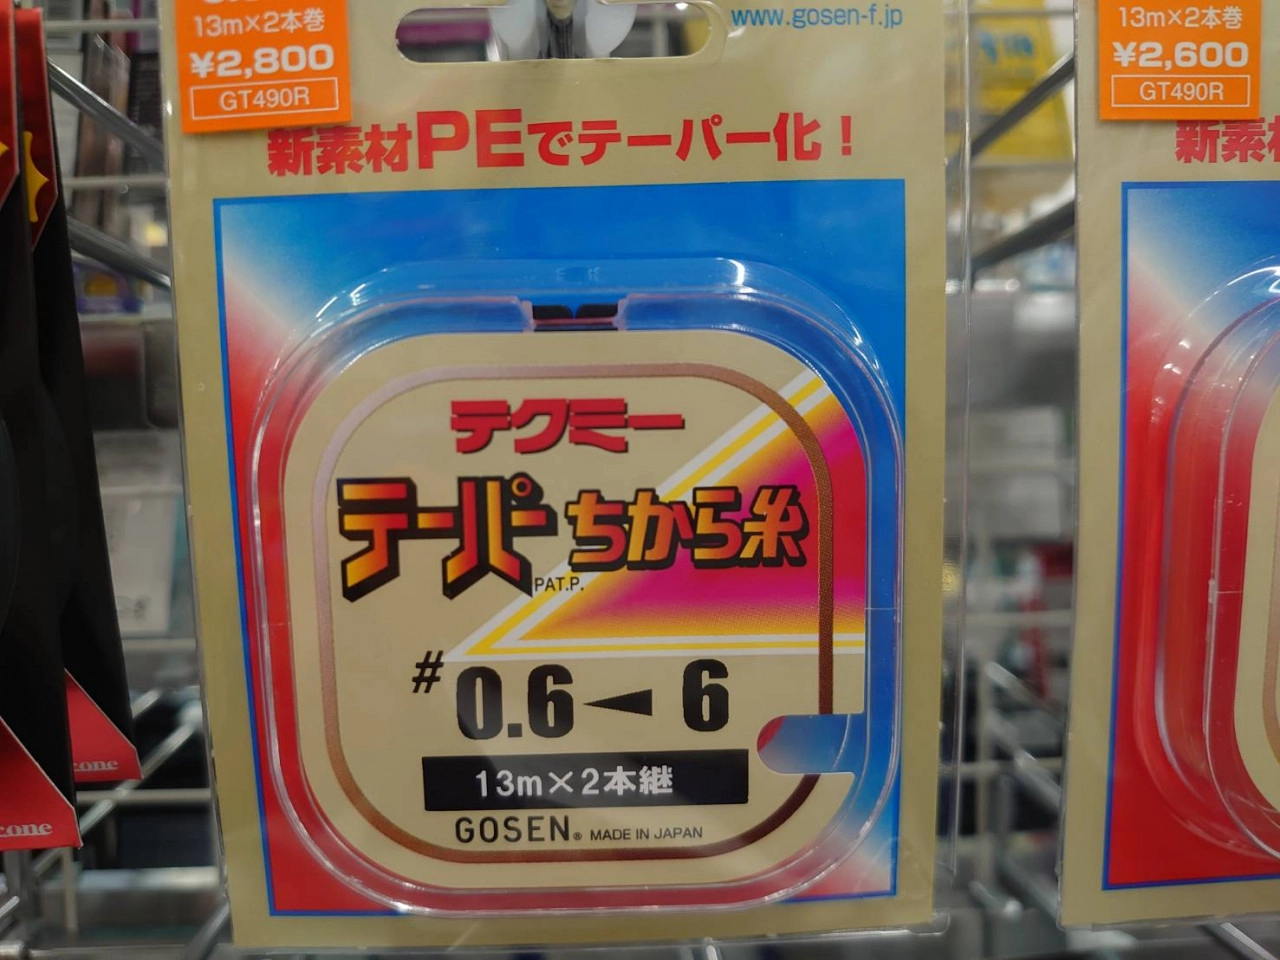 13m×2本巻
¥2,800
GT490R
www.gosen-f.jp
新素材PEでテーパー化!
テクミー
テーパーちから糸
PAT.P.
#0.6◀6
13m×2本継
GOSEN® MADE IN JAPAN
13m×2本巻
¥2,600
GT490R
新素